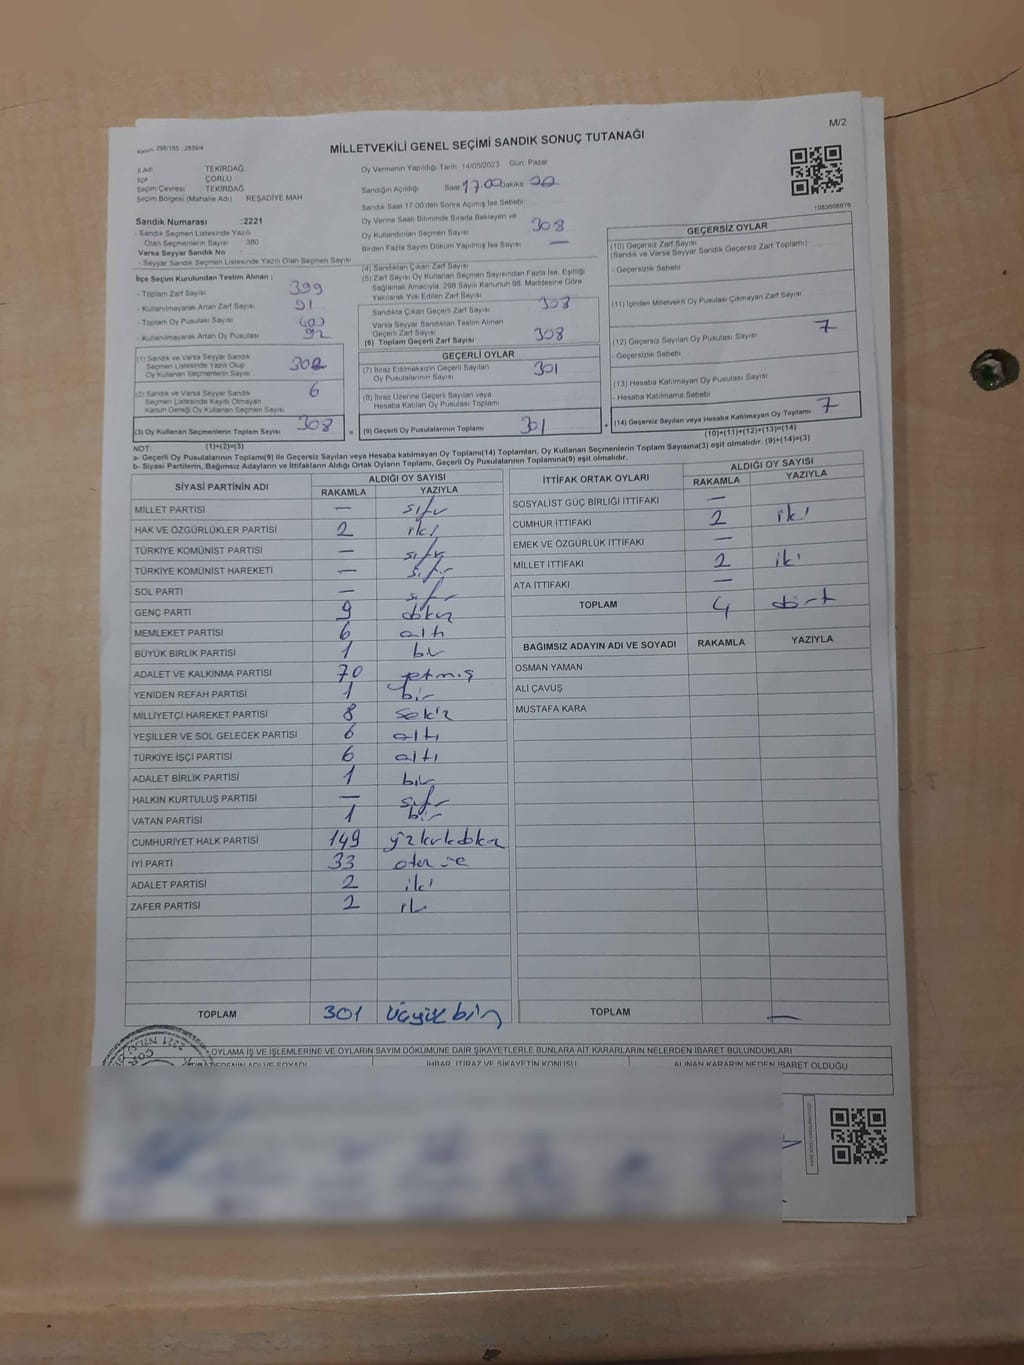 M/2
Kanun: 298/105 : 2839/4
MİLLETVEKİLİ GENEL SEÇİMİ SANDIK SONUÇ TUTANAĞI
İl Adı : TEKİRDAĞ
İlçe : ÇORLU
Seçim Çevresi : TEKİRDAĞ
Seçim Bölgesi (Mahalle Adı) REŞADİYE MAH
Sandık Numarası :2221
- Sandık Seçmen Listesinde Yazılı
Olan Seçmenlerin Sayısı 380
Varsa Seyyar Sandık No :
- Seyyar Sandık Seçmen Listesinde Yazılı Olan Seçmen Sayısı
Oy Vermenin Yapıldığı Tarih :14/05/2023 Gün: Pazar
Sandığın Açıldığı Saat 17.00 Dakika 00
Sandık Saat 17.00'den Sonra Açılmış İse Sebebi
Oy Verme Saati Bitiminde Sırada Bekleyen ve
Oy Kullandırılan Seçmen Sayısı 308
Birden Fazla Sayım Dökum Yapılmış İse Sayısı —
1083606876
İlçe Seçim Kurulundan Teslim Alınan :
- Toplam Zarf Sayısı 399
- Kullanılmayarak Artan Zarf Sayısı 91
- Toplam Oy Pusulası Sayısı 400
- Kullanılmayarak Artan Oy Pusulası 92
(1) Sandık ve Varsa Seyyar Sandık
Seçmen Listesinde Yazılı Olup
Oy Kullanan Seçmenlerin Sayısı 302
(2) Sandık ve Varsa Seyyar Sandık
Seçmen Listesinde Kaydı Olmayan
Kanun Gereği Oy Kullanan Seçmen Sayısı 6
(3) Oy Kullanan Seçmenlerin Toplam Sayısı 308
(1)+(2)=(3)
(4) Sandıktan Çıkan Zarf Sayısı
(5) Zarf Sayısı Oy Kullanan Seçmen Sayısından Fazla İse, Eşitliği
Sağlamak Amacıyla, 298 Sayılı Kanunun 98. Maddesine Göre
Yakılarak Yok Edilen Zarf Sayısı
Sandıkta Çıkan Geçerli Zarf Sayısı 308
Varsa Seyyar Sandıktan Teslim Alınan
Geçerli Zarf Sayısı
(6) Toplam Geçerli Zarf Sayısı 308
GEÇERLİ OYLAR
(7) İtiraz Edilmeksizin Geçerli Sayılan
Oy Pusulalarının Sayısı 301
(8) İtiraz Üzerine Geçerli Sayılan veya
Hesaba Katılan Oy Pusulası Toplamı
= (9) Geçerli Oy Pusulalarının Toplamı 301 +
GEÇERSİZ OYLAR
(10) Geçersiz Zarf Sayısı
(Sandık ve Varsa Seyyar Sandık Geçersiz Zarf Toplamı)
- Geçersizlik Sebebi
(11) İçinden Milletvekili Oy Pusulası Çıkmayan Zarf Sayısı
(12) Geçersiz Sayılan Oy Pusulası Sayısı 7
- Geçersizlik Sebebi
(13) Hesaba Katılmayan Oy Pusulası Sayısı
- Hesaba Katılmama Sebebi
(14) Geçersiz Sayılan veya Hesaba Katılmayan Oy Toplamı 7
(10)+(11)+(12)+(13)=(14)
NOT:
a- Geçerli Oy Pusulalarının Toplamı(9) ile Geçersiz Sayılan veya Hesaba katılmayan Oy Toplamı(14) Toplamları, Oy Kullanan Seçmenlerin Toplam Sayısına(3) eşit olmalıdır. (9)+(14)=(3)
b- Siyasi Partilerin, Bağımsız Adayların ve İttifakların Aldığı Ortak Oyların Toplamı, Geçerli Oy Pusulalarının Toplamına(9) eşit olmalıdır.
SİYASİ PARTİNİN ADI ALDIĞI OY SAYISI
RAKAMLA YAZIYLA
MİLLET PARTİSİ — sıfır
HAK VE ÖZGÜRLÜKLER PARTİSİ 2 iki
TÜRKİYE KOMÜNİST PARTİSİ — sıfır
TÜRKİYE KOMÜNİST HAREKETİ — sıfır
SOL PARTİ — sıfır
GENÇ PARTİ 9 dokuz
MEMLEKET PARTİSİ 6 altı
BÜYÜK BİRLİK PARTİSİ 1 bir
ADALET VE KALKINMA PARTİSİ 70 yetmiş
YENİDEN REFAH PARTİSİ 1 bir
MİLLİYETÇİ HAREKET PARTİSİ 8 sekiz
YEŞİLLER VE SOL GELECEK PARTİSİ 6 altı
TÜRKİYE İŞÇİ PARTİSİ 6 altı
ADALET BİRLİK PARTİSİ 1 bir
HALKIN KURTULUŞ PARTİSİ — sıfır
VATAN PARTİSİ 1 bir
CUMHURİYET HALK PARTİSİ 149 yüzkırkdokuz
İYİ PARTİ 33 otuz üç
ADALET PARTİSİ 2 iki
ZAFER PARTİSİ 2 iki
TOPLAM 301 üçyüz bir
İTTİFAK ORTAK OYLARI ALDIĞI OY SAYISI
RAKAMLA YAZIYLA
SOSYALİST GÜÇ BİRLİĞİ İTTİFAKI —
CUMHUR İTTİFAKI 2 iki
EMEK VE ÖZGÜRLÜK İTTİFAKI —
MİLLET İTTİFAKI 2 iki
ATA İTTİFAKI —
TOPLAM 4 dört
BAĞIMSIZ ADAYIN ADI VE SOYADI RAKAMLA YAZIYLA
OSMAN YAMAN
ALİ ÇAVUŞ
MUSTAFA KARA
TOPLAM —
OYLAMA İŞ VE İŞLEMLERİNE VE OYLARIN SAYIM DÖKÜMÜNE DAİR ŞİKAYETLERLE BUNLARA AİT KARARLARIN NELERDEN İBARET BULUNDUKLARI
İHBAR, İTİRAZ VE ŞİKAYETİN KONUSU ALINAN KARARIN NEDEN İBARET OLDUĞU